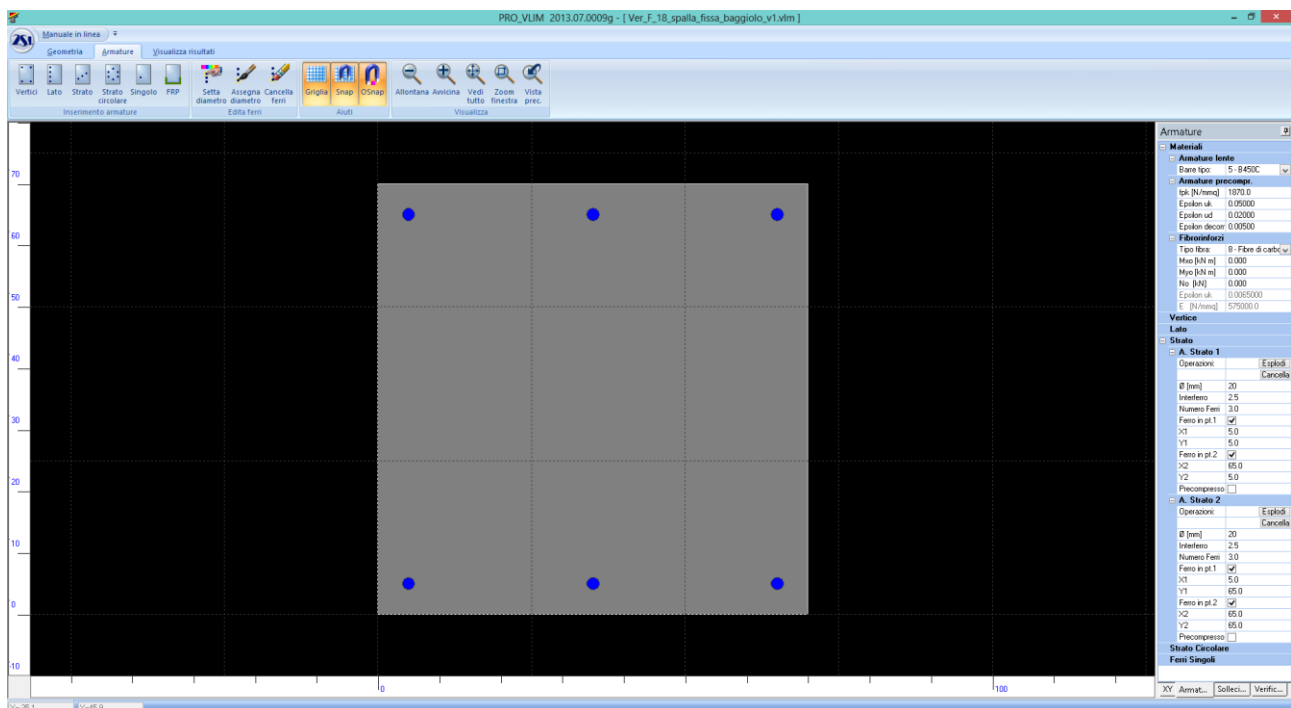 PRO_VLIM 2013.07.0009g - [ Ver_F_18_spalla_fissa_baggiolo_v1.vlm ]
2SI
Manuale in linea
Geometria Armature Visualizza risultati
Vertici Lato Strato Strato circolare Singolo FRP
Setta diametro Assegna diametro Cancella ferri
Griglia Snap OSnap
Allontana Avvicina Vedi tutto Zoom finestra Vista prec.
Inserimento armature Edita ferri Aiuti Visualizza
70
60
50
40
30
20
10
0
-10
0 100
Armature
Materiali
Armature lente
Barre tipo: 5 - B450C
Armature precompr.
fpk [N/mmq] 1870.0
Epsilon uk 0.05000
Epsilon ud 0.02000
Epsilon decom 0.00500
Fibrorinforzi
Tipo fibra: 8 - Fibre di carbo
Mxo [kN m] 0.000
Myo [kN m] 0.000
No [kN] 0.000
Epsilon uk 0.0065000
E [N/mmq] 575000.0
Vertice
Lato
Strato
A. Strato 1
Operazioni: Esplodi
Cancella
Ø [mm] 20
Interferro 2.5
Numero Ferri 3.0
Ferro in pt.1
X1 5.0
Y1 5.0
Ferro in pt.2
X2 65.0
Y2 5.0
Precompresso
A. Strato 2
Operazioni: Esplodi
Cancella
Ø [mm] 20
Interferro 2.5
Numero Ferri 3.0
Ferro in pt.1
X1 5.0
Y1 65.0
Ferro in pt.2
X2 65.0
Y2 65.0
Precompresso
Strato Circolare
Ferri Singoli
XY Armat... Solleci... Verific...